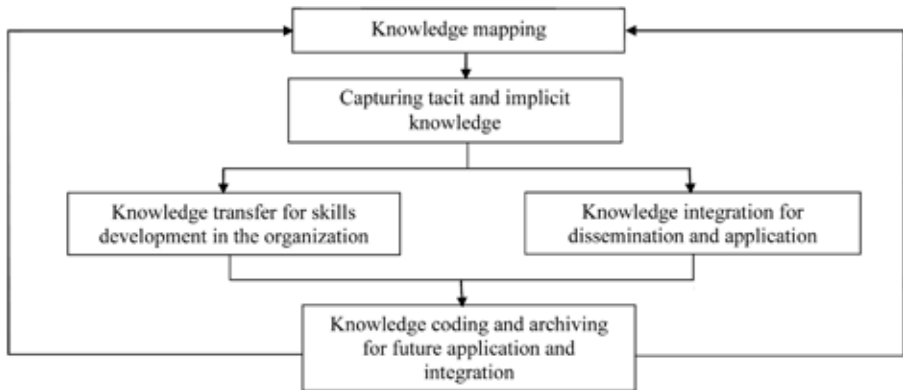 Knowledge mapping
Capturing tacit and implicit
knowledge
Knowledge transfer for skills
development in the organization
Knowledge integration for
dissemination and application
Knowledge coding and archiving
for future application and
integration